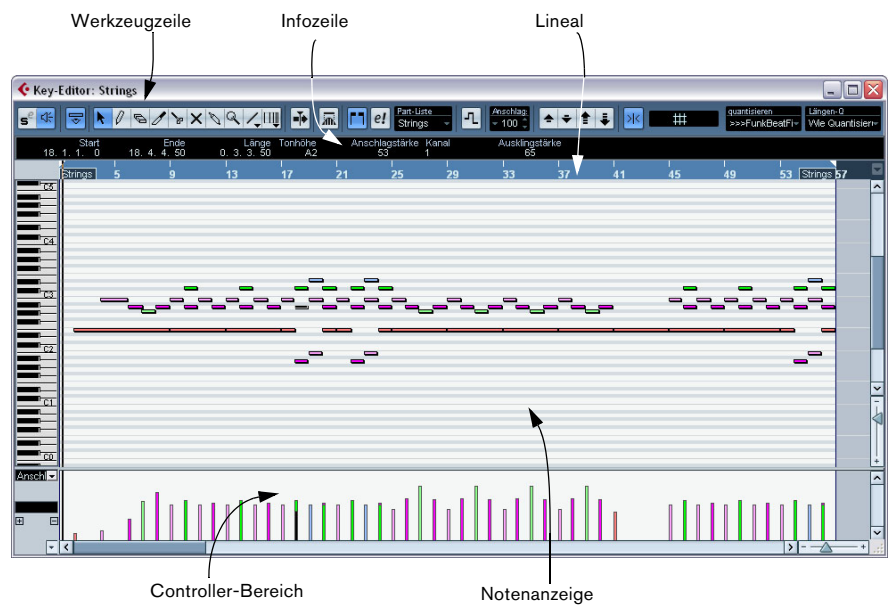 Werkzeugzeile Infozeile Lineal
Key-Editor: Strings
Part-Liste Anschlag: quantisieren Längen-Q
Strings 100 >>>FunkBeatFi Wie Quantisieren
Start Ende Länge Tonhöhe Anschlagstärke Kanal Ausklingstärke
18. 1. 1. 0 18. 4. 4. 50 0. 3. 3. 50 A2 53 1 65
Strings 5 9 13 17 21 25 29 33 37 41 45 49 53 Strings 57
C5
C4
C3
C2
C1
C0
Anschl
Controller-Bereich Notenanzeige